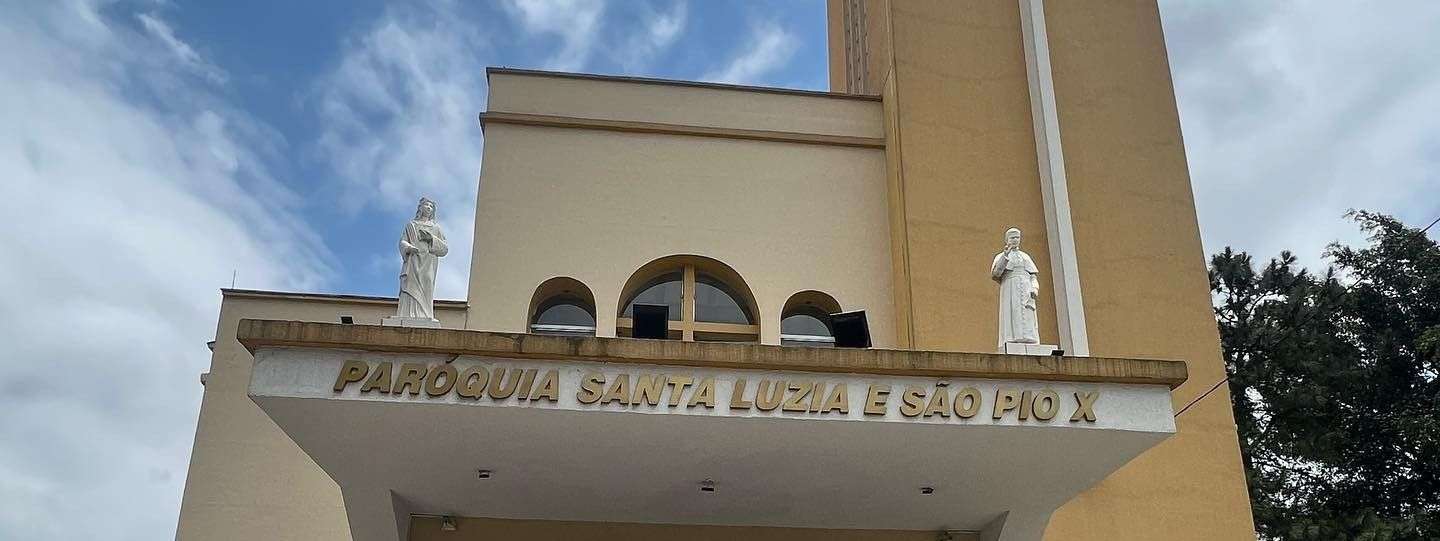 PARÓQUIA SANTA LUZIA E SÃO PIO X